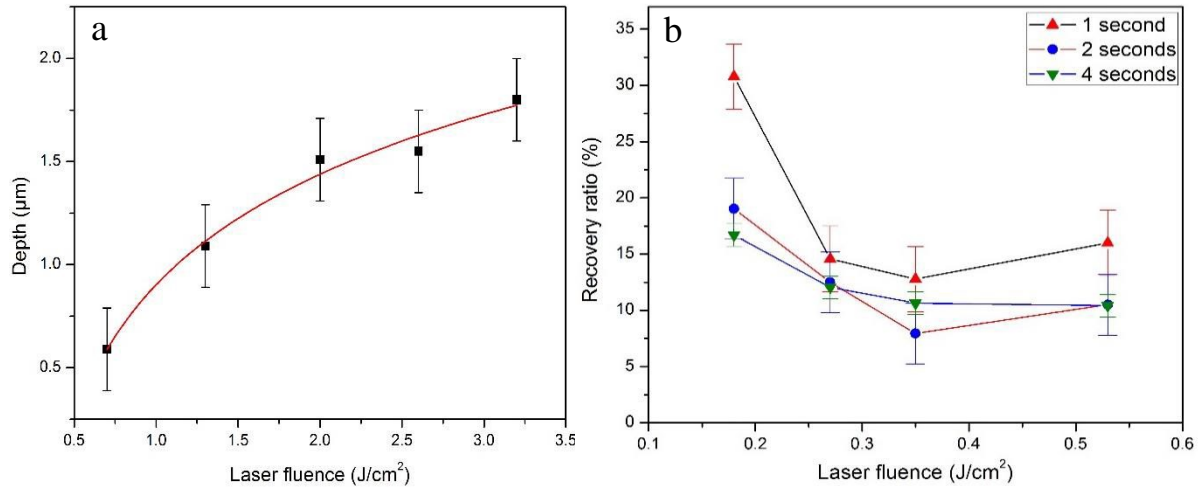 a
2.0
1.5
1.0
0.5
Depth (µm)
0.5 1.0 1.5 2.0 2.5 3.0 3.5
Laser fluence (J/cm²)
b
1 second
2 seconds
4 seconds
35
30
25
20
15
10
5
0
Recovery ratio (%)
0.1 0.2 0.3 0.4 0.5 0.6
Laser fluence (J/cm²)